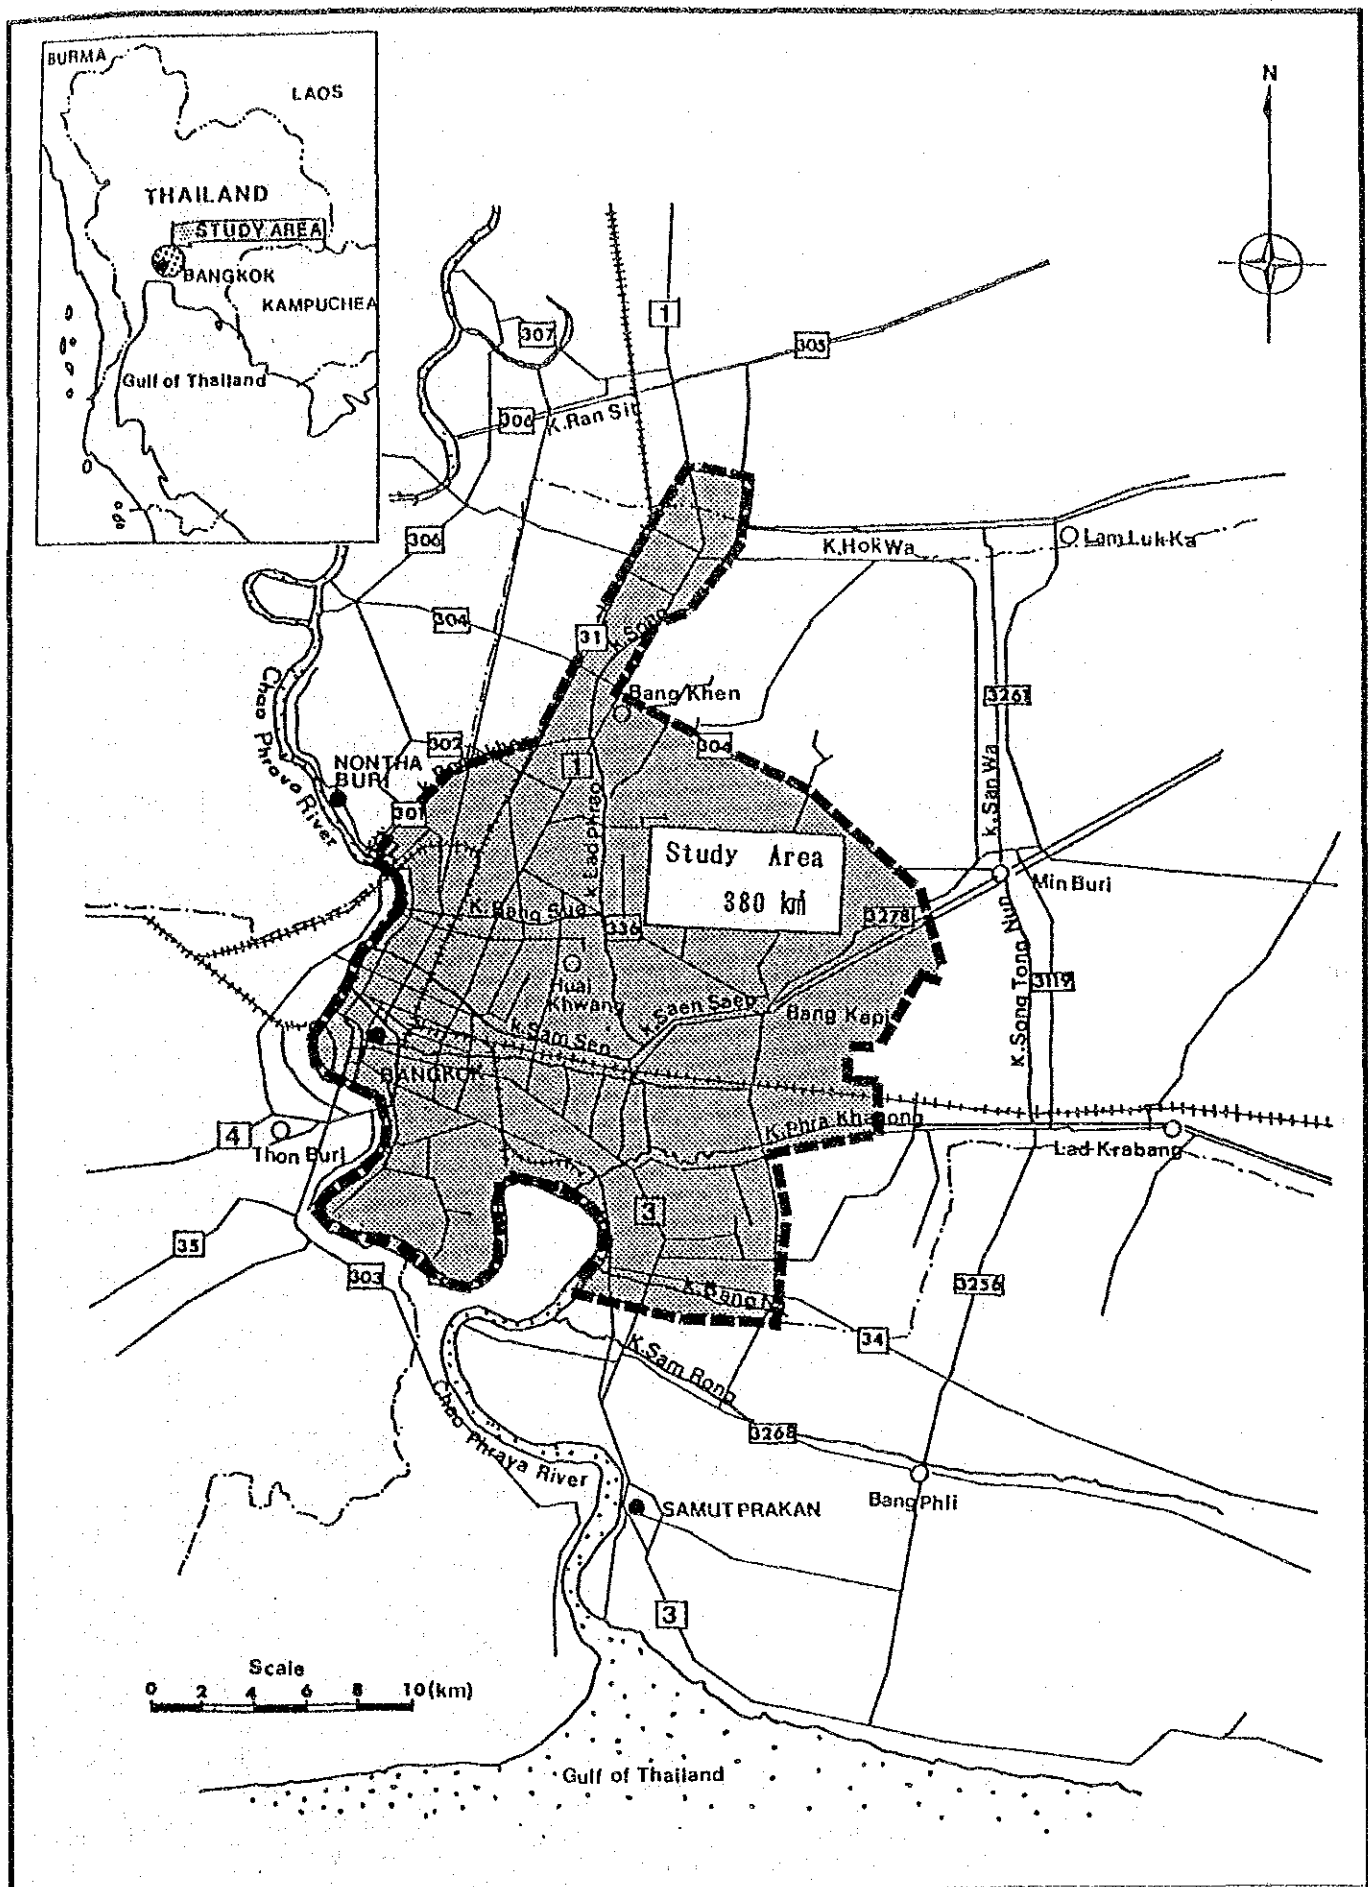 BURMA
LAOS
THAILAND
STUDY AREA
BANGKOK
KAMPUCHEA
Gulf of Thailand
N
1
307
305
306
K.Ran Sit
306
K.Hok Wa
Lam Luk Ka
304
31
K.Song
Bang Khen
3261
302
304
1
NONTHA
BURI
Chao Phraya River
301
K.San Wa
K.Lad Phrao
Study Area
380 km²
Min Buri
K.Bang Sue
336
3278
Huai
Khwang
K.Song Tong Nun
3119
K.Saen Saep
Bang Kapi
K.Sam Sen
BANGKOK
K.Phra Khanong
4
Thon Buri
Lad Krabang
3
35
303
K.Bang
3256
34
K.Sam Rong
Chao Phraya River
3268
Bang Phli
SAMUT PRAKAN
3
Scale
0 2 4 6 8 10(km)
Gulf of Thailand